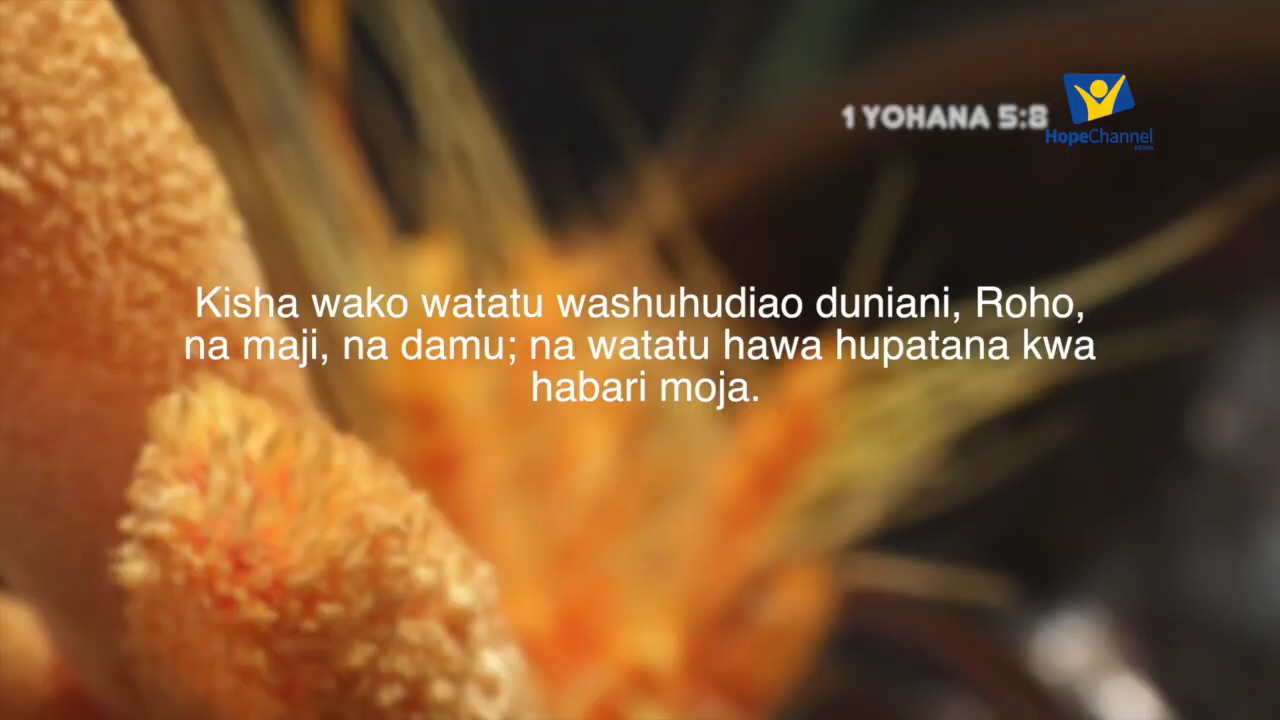 1 YOHANA 5:8
HopeChannel
KENYA
Kisha wako watatu washuhudiao duniani, Roho,
na maji, na damu; na watatu hawa hupatana kwa
habari moja.